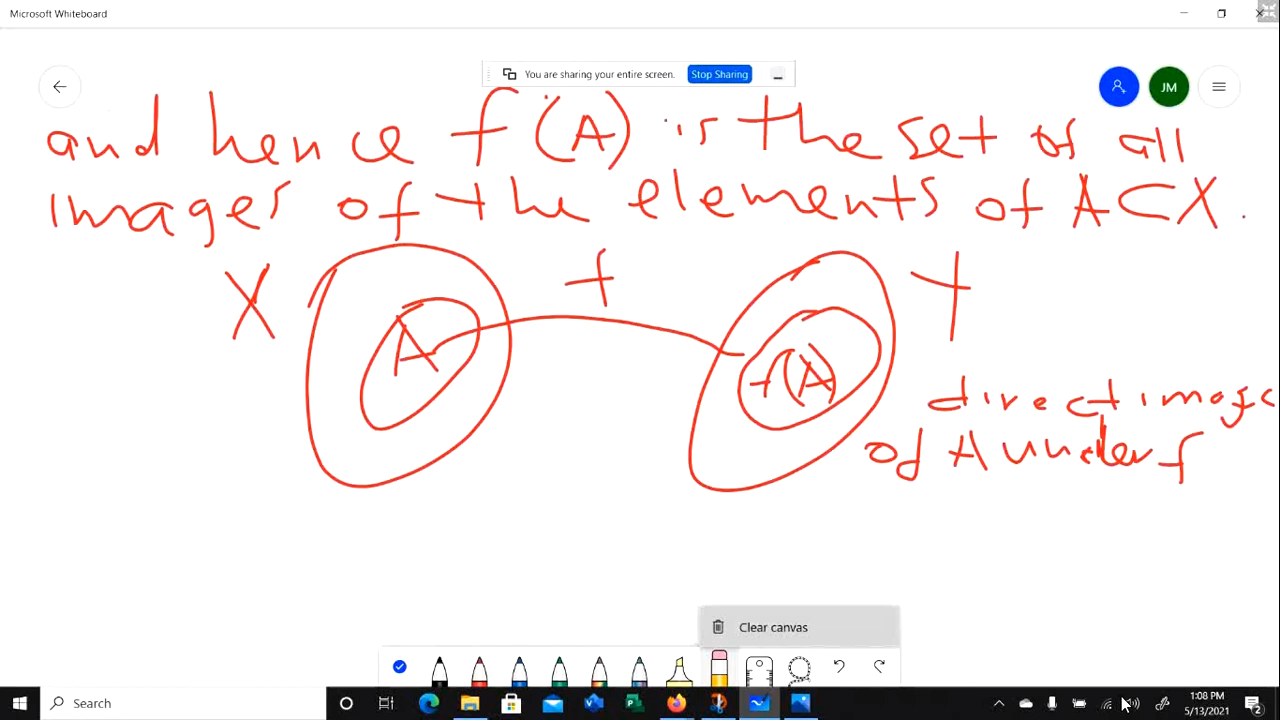 Microsoft Whiteboard
You are sharing your entire screen. Stop Sharing
JM
and hence f(A) is the set of all
images of the elements of A⊂X.
X f Y
A f(A)
direct image
of A under f
Clear canvas
Search
1:08 PM
5/13/2021
2